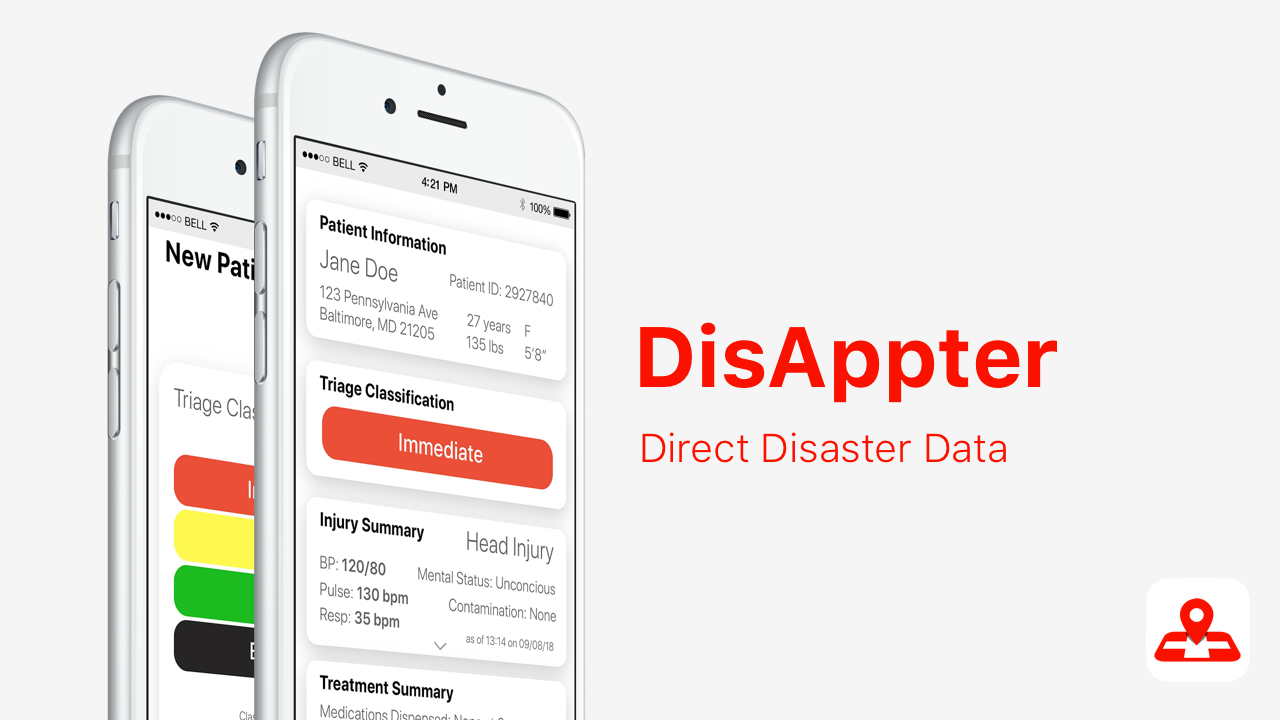 BELL
New Pati
Triage Clas
BELL 4:21 PM 100%
Patient Information
Jane Doe
Patient ID: 2927840
123 Pennsylvania Ave
Baltimore, MD 21205
27 years F
135 lbs 5'8"
Triage Classification
Immediate
Injury Summary
Head Injury
BP: 120/80
Pulse: 130 bpm
Resp: 35 bpm
Mental Status: Unconcious
Contamination: None
as of 13:14 on 09/08/18
Treatment Summary
Medications Dispensed:
DisAppter
Direct Disaster Data